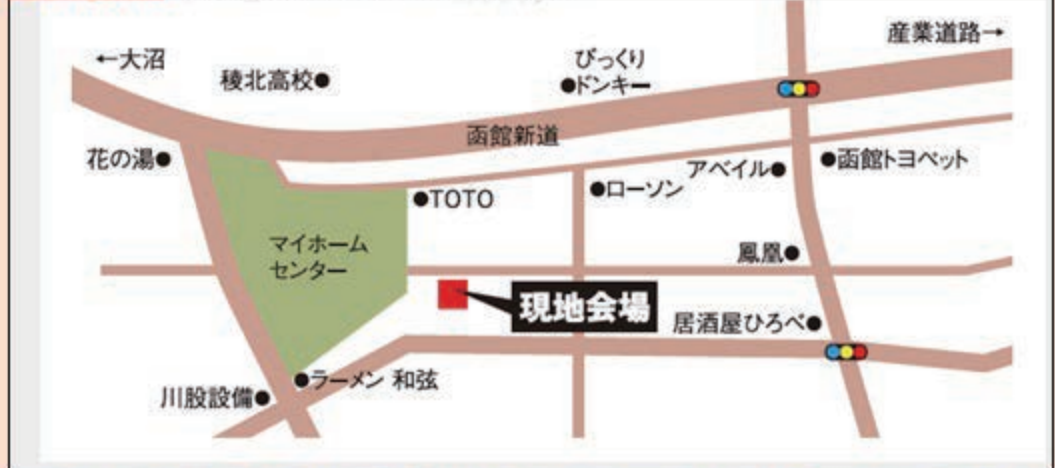 産業道路→
←大沼
びっくり
ドンキー
稜北高校
函館新道
花の湯
アベイル
函館トヨペット
ローソン
TOTO
マイホーム
センター
鳳凰
現地会場
居酒屋ひろべ
ラーメン 和弦
川股設備